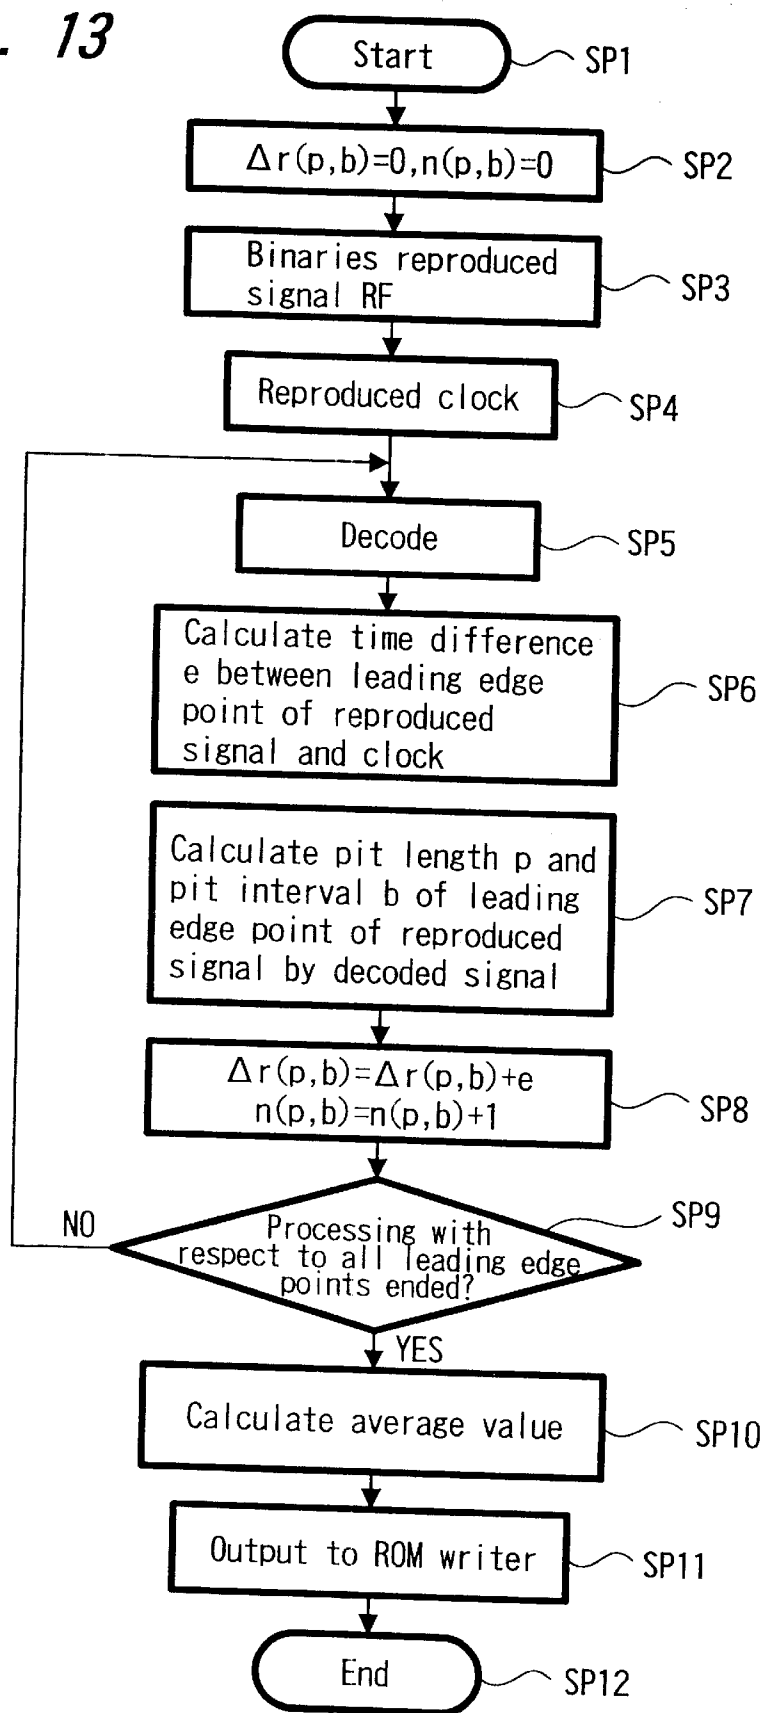 . 13
Start
SP1
Δr(p,b)=0,n(p,b)=0
SP2
Binaries reproduced
signal RF
SP3
Reproduced clock
SP4
Decode
SP5
Calculate time difference
e between leading edge
point of reproduced
signal and clock
SP6
Calculate pit length p and
pit interval b of leading
edge point of reproduced
signal by decoded signal
SP7
Δr(p,b)=Δr(p,b)+e
n(p,b)=n(p,b)+1
SP8
NO
Processing with
respect to all leading edge
points ended?
SP9
YES
Calculate average value
SP10
Output to ROM writer
SP11
End
SP12